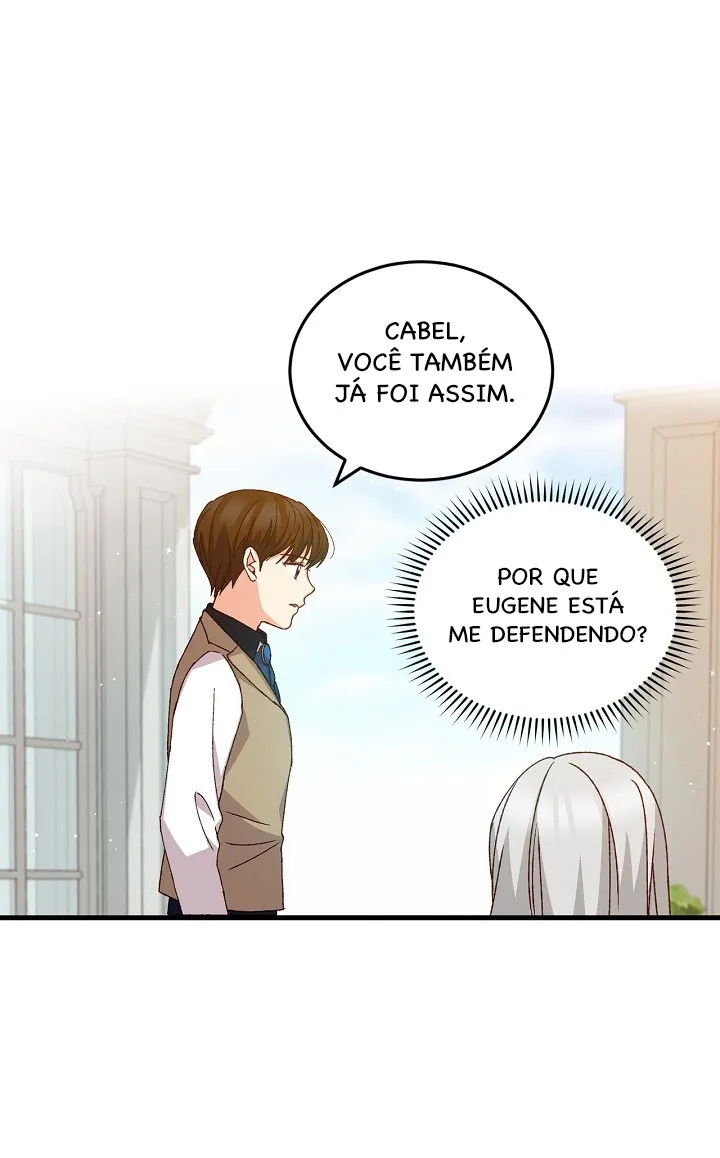 CABEL,
VOCÊ TAMBÉM
JÁ FOI ASSIM.
POR QUE
EUGENE ESTÁ
ME DEFENDENDO?